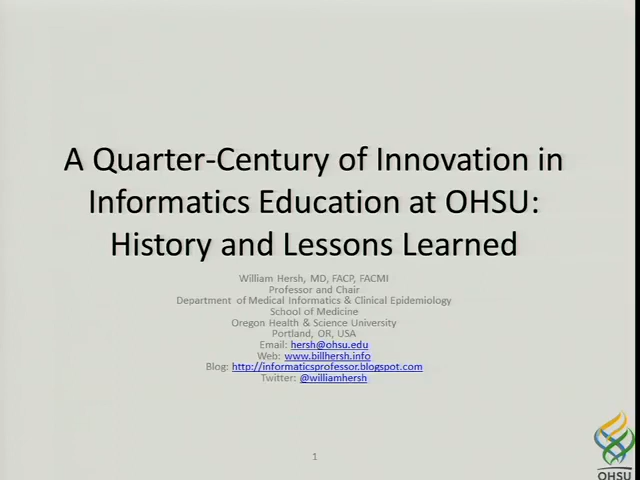 A Quarter-Century of Innovation in
Informatics Education at OHSU:
History and Lessons Learned
William Hersh, MD, FACP, FACMI
Professor and Chair
Department of Medical Informatics & Clinical Epidemiology
School of Medicine
Oregon Health & Science University
Portland, OR, USA
Email: hersh@ohsu.edu
Web: www.billhersh.info
Blog: http://informaticsprofessor.blogspot.com
Twitter: @williamhersh
1
OHSU